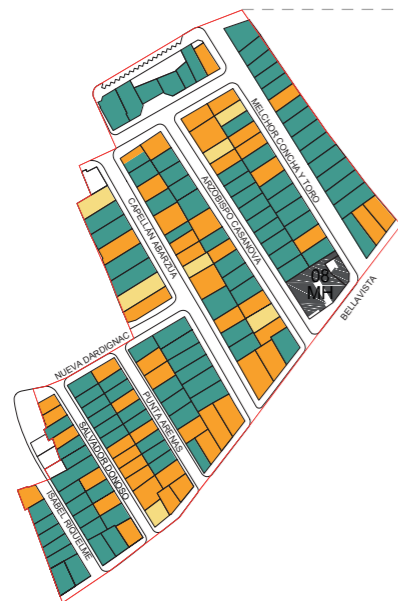 MELCHOR CONCHA Y TORO
ARZOBISPO CASANOVA
CAPELLAN ABARZUA
08
MH
BELLAVISTA
NUEVA DARDIGNAC
PUNTA ARENAS
SALVADOR DONOSO
ISABEL RIQUELME